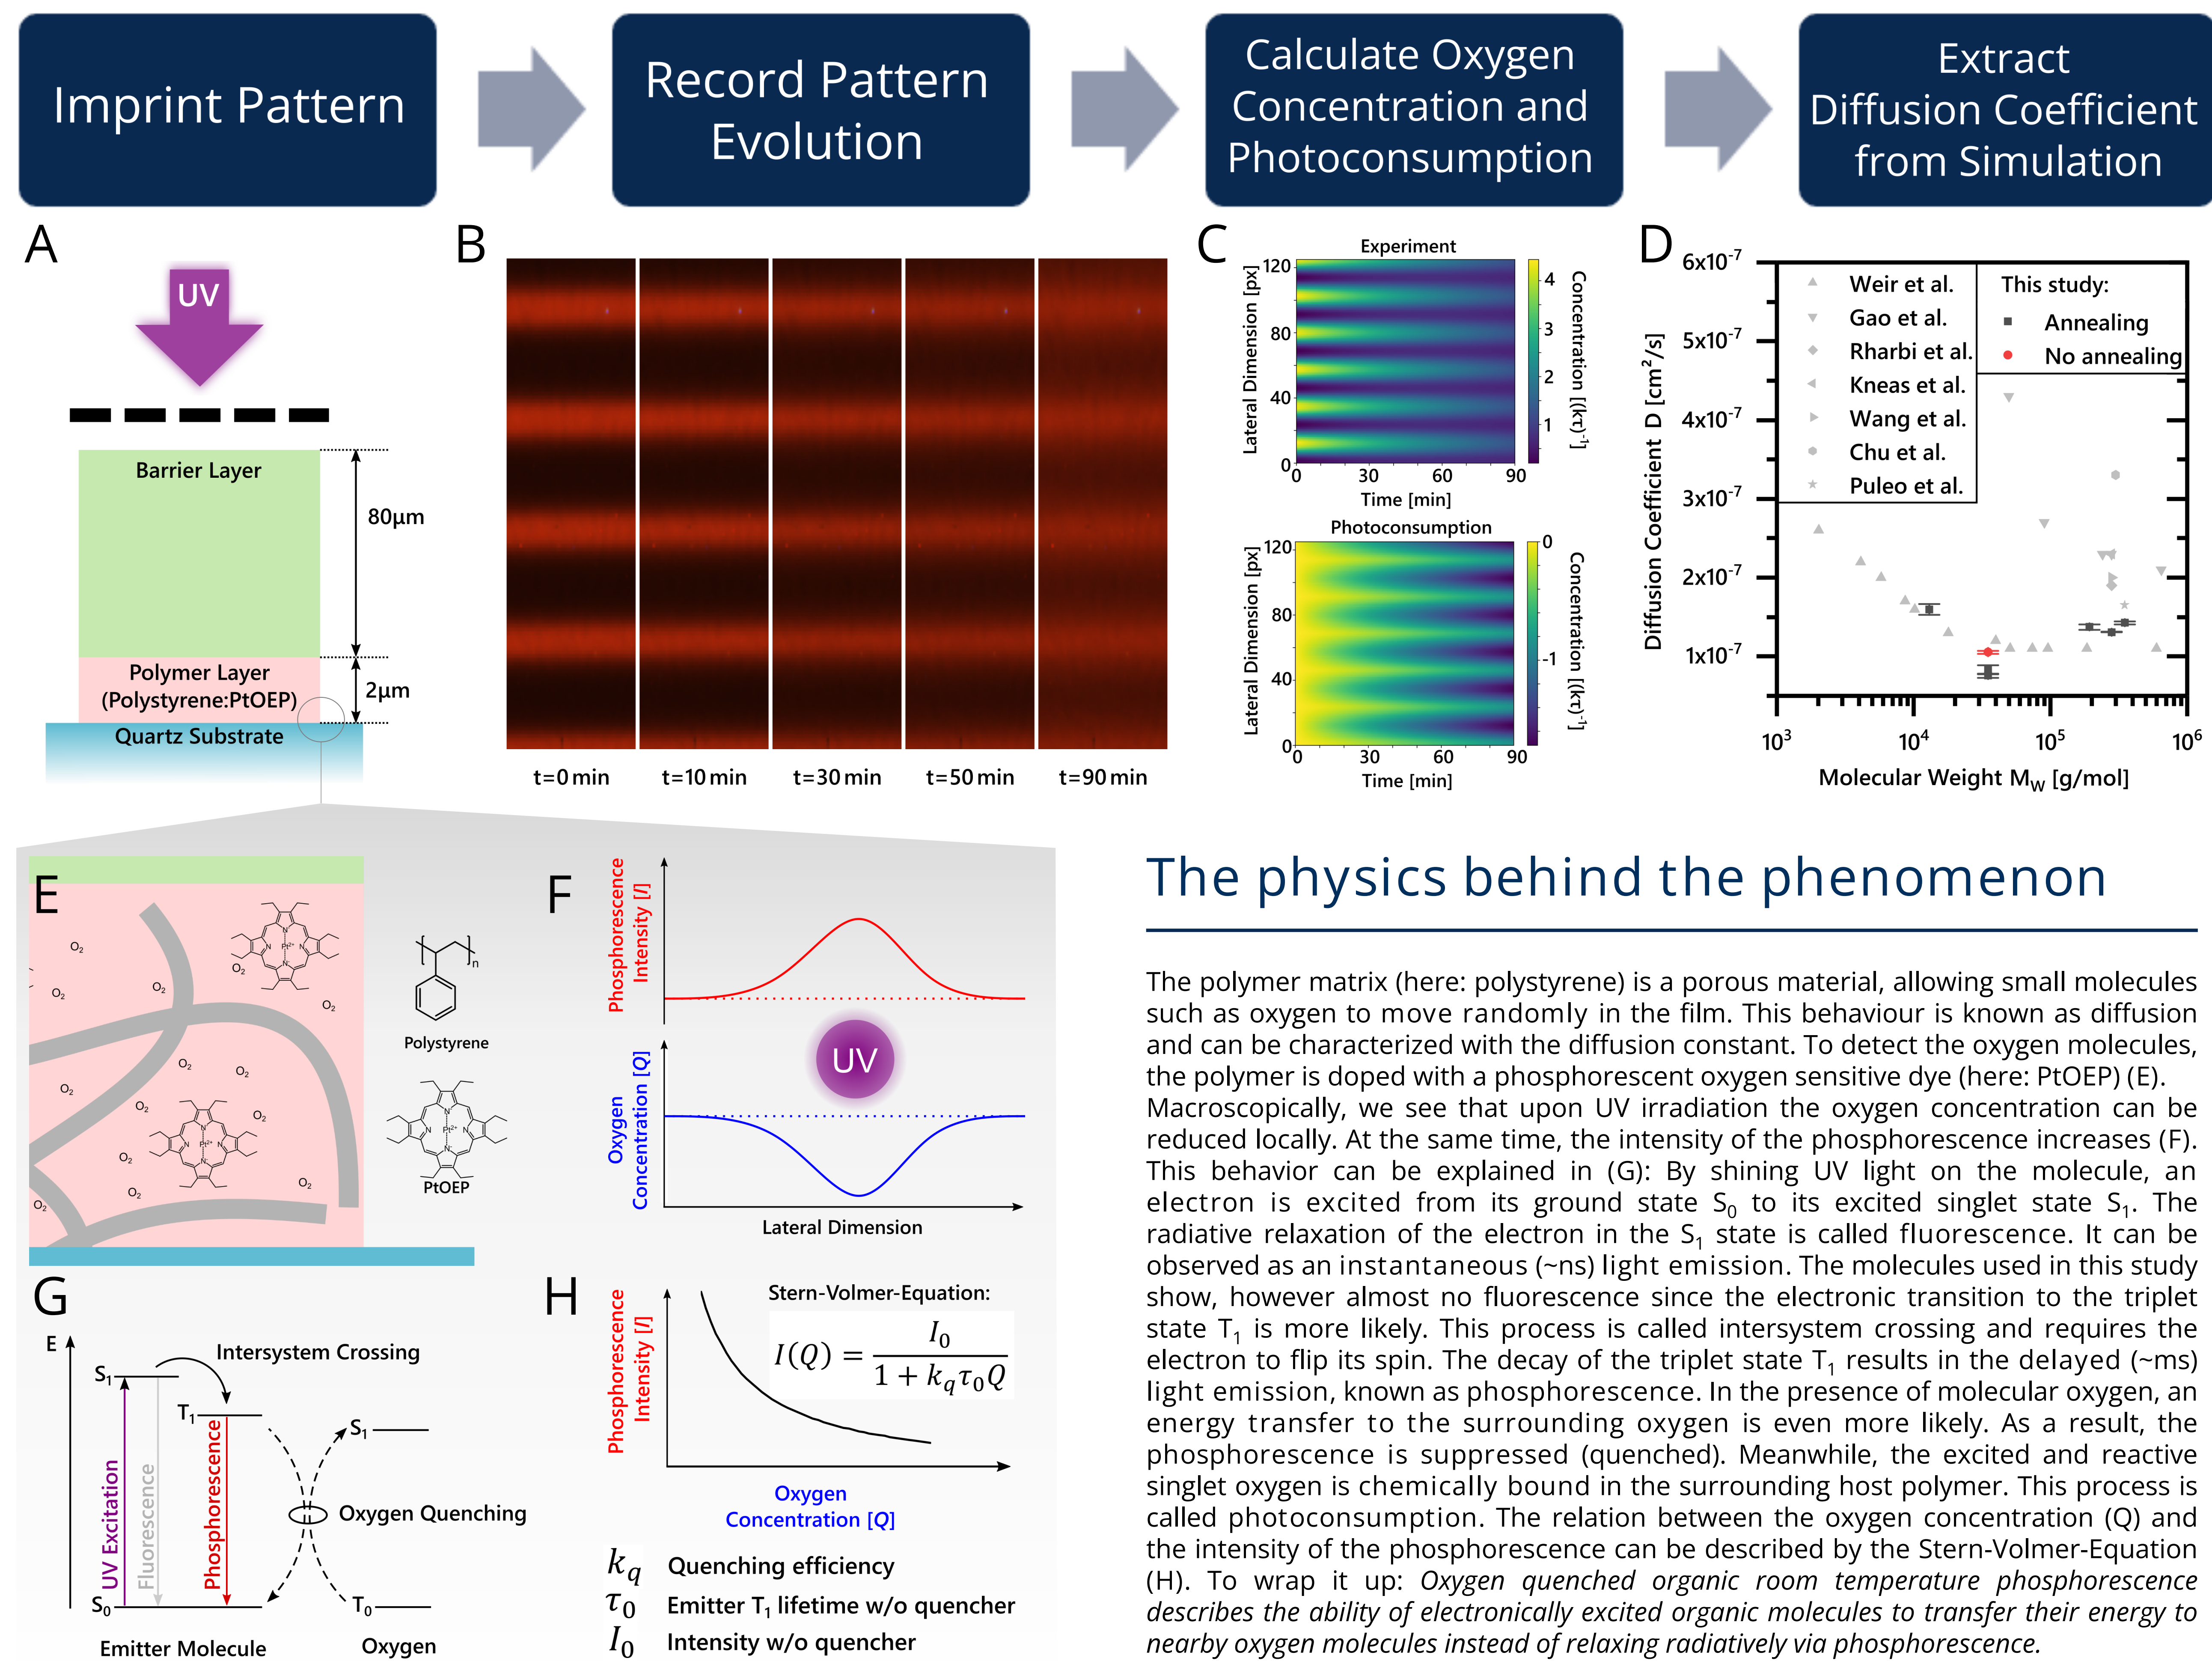 Imprint Pattern
Record Pattern
Evolution
Calculate Oxygen
Concentration and
Photoconsumption
Extract
Diffusion Coefficient
from Simulation
A
UV
Barrier Layer
80μm
Polymer Layer
(Polystyrene:PtOEP)
2μm
Quartz Substrate
B
t=0 min
t=10 min
t=30 min
t=50 min
t=90 min
C
Experiment
Lateral Dimension [px]
120
80
40
0
0 30 60 90
Time [min]
4
3
2
1
Concentration [(kτ)⁻¹]
Photoconsumption
Lateral Dimension [px]
120
80
40
0
0 30 60 90
Time [min]
0
-1
Concentration [(kτ)⁻¹]
D
Diffusion Coefficient D [cm²/s]
6x10⁻⁷
5x10⁻⁷
4x10⁻⁷
3x10⁻⁷
2x10⁻⁷
1x10⁻⁷
Weir et al.
Gao et al.
Rharbi et al.
Kneas et al.
Wang et al.
Chu et al.
Puleo et al.
This study:
Annealing
No annealing
10³ 10⁴ 10⁵ 10⁶
Molecular Weight M_W [g/mol]
E
O₂
O₂
O₂
O₂
O₂
O₂
O₂
O₂
O₂
O₂
O₂
O₂
O₂
O₂
N
N
Pt²⁺
N
N
N
N
Pt²⁺
N
N
n
Polystyrene
N
N
Pt²⁺
N
N
PtOEP
F
Phosphorescence
Intensity [I]
UV
Oxygen
Concentration [Q]
Lateral Dimension
G
E
S₁
Intersystem Crossing
T₁
S₁
UV Excitation
Fluorescence
Phosphorescence
Oxygen Quenching
S₀
T₀
Emitter Molecule
Oxygen
H
Phosphorescence
Intensity [I]
Stern-Volmer-Equation:
I(Q) = I₀ / (1 + k_qτ₀Q)
Oxygen
Concentration [Q]
k_q Quenching efficiency
τ₀ Emitter T₁ lifetime w/o quencher
I₀ Intensity w/o quencher
The physics behind the phenomenon
The polymer matrix (here: polystyrene) is a porous material, allowing small molecules
such as oxygen to move randomly in the film. This behaviour is known as diffusion
and can be characterized with the diffusion constant. To detect the oxygen molecules,
the polymer is doped with a phosphorescent oxygen sensitive dye (here: PtOEP) (E).
Macroscopically, we see that upon UV irradiation the oxygen concentration can be
reduced locally. At the same time, the intensity of the phosphorescence increases (F).
This behavior can be explained in (G): By shining UV light on the molecule, an
electron is excited from its ground state S₀ to its excited singlet state S₁. The
radiative relaxation of the electron in the S₁ state is called fluorescence. It can be
observed as an instantaneous (~ns) light emission. The molecules used in this study
show, however almost no fluorescence since the electronic transition to the triplet
state T₁ is more likely. This process is called intersystem crossing and requires the
electron to flip its spin. The decay of the triplet state T₁ results in the delayed (~ms)
light emission, known as phosphorescence. In the presence of molecular oxygen, an
energy transfer to the surrounding oxygen is even more likely. As a result, the
phosphorescence is suppressed (quenched). Meanwhile, the excited and reactive
singlet oxygen is chemically bound in the surrounding host polymer. This process is
called photoconsumption. The relation between the oxygen concentration (Q) and
the intensity of the phosphorescence can be described by the Stern-Volmer-Equation
(H). To wrap it up: Oxygen quenched organic room temperature phosphorescence
describes the ability of electronically excited organic molecules to transfer their energy to
nearby oxygen molecules instead of relaxing radiatively via phosphorescence.